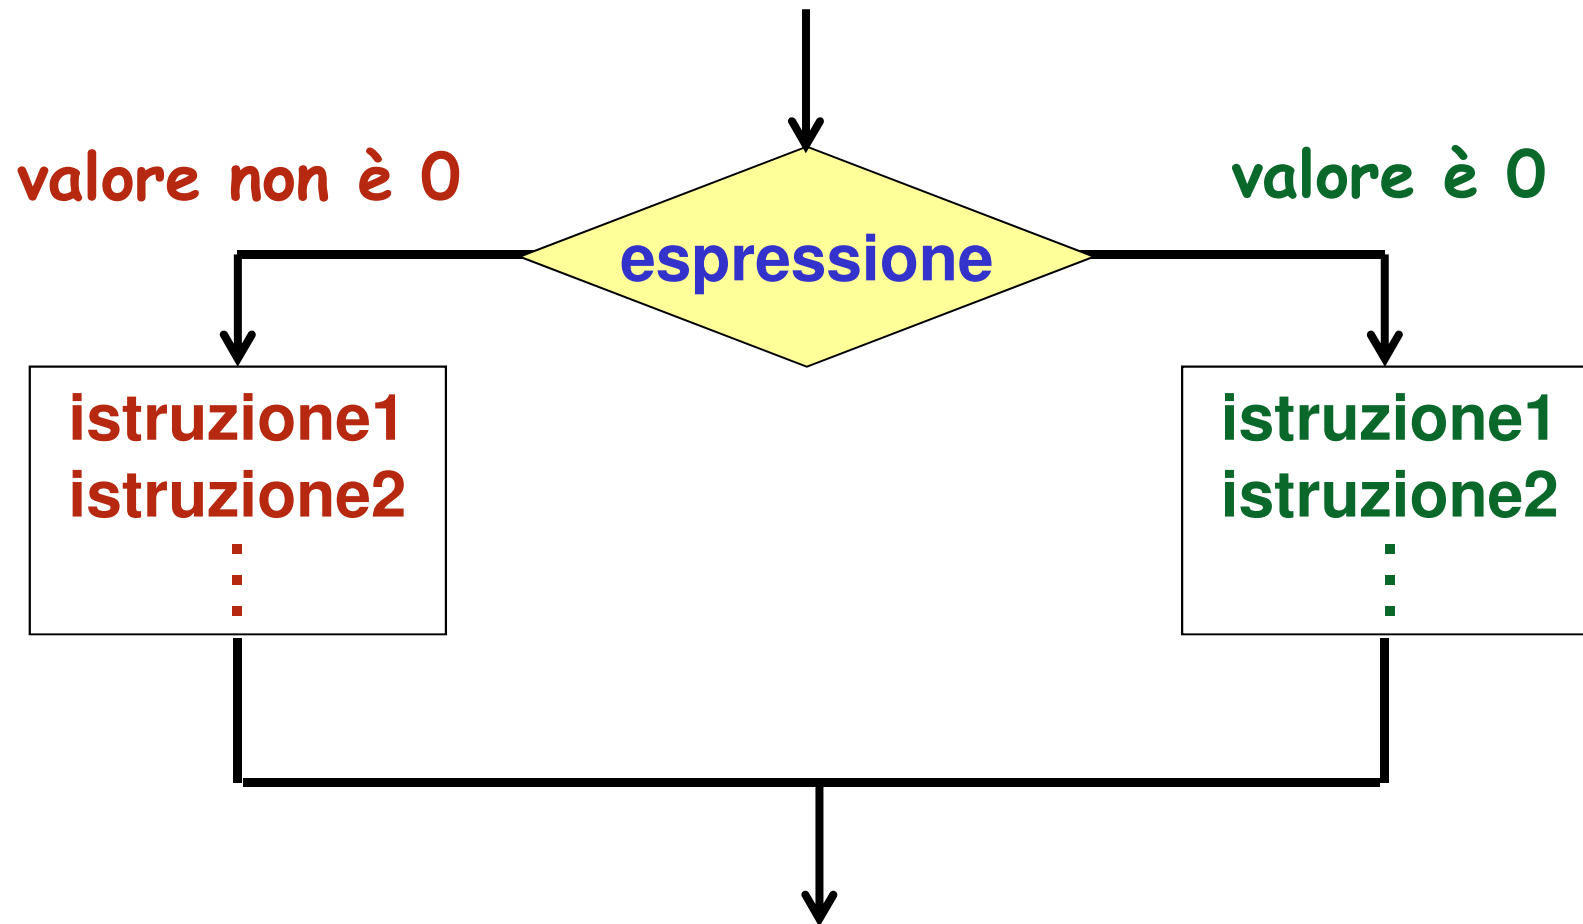 valore non è 0
valore è 0
espressione
istruzione1
istruzione2
istruzione1
istruzione2